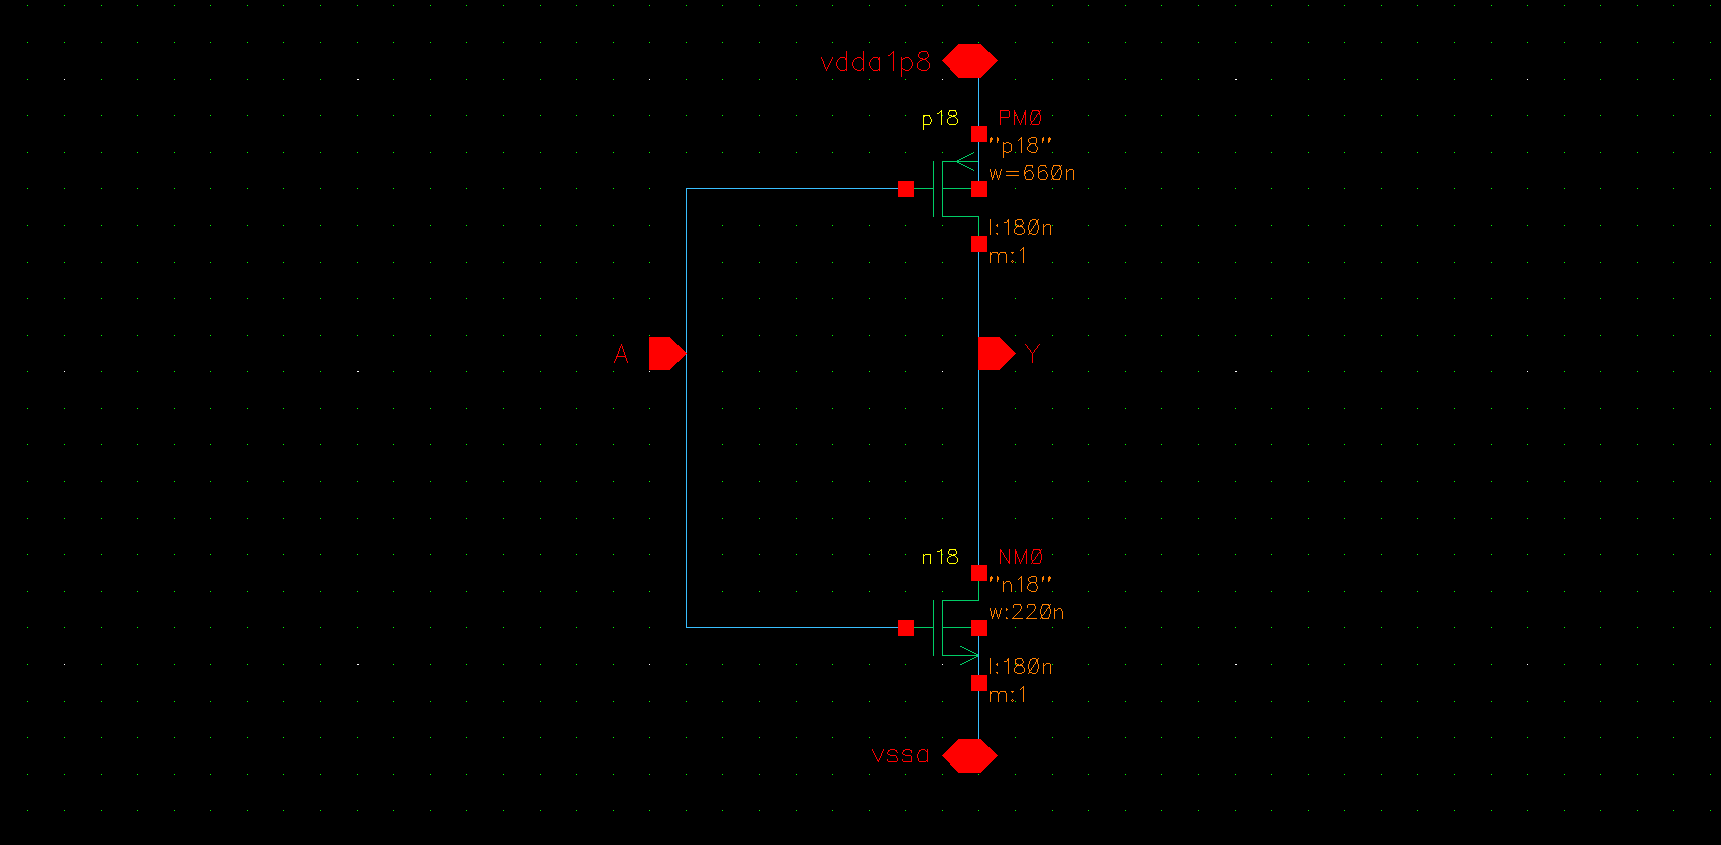 vdda1p8
p18 PMØ
"p18"
w=66Øn
l:18Øn
m:1
A Y
n18 NMØ
"n18"
w:22Øn
l:18Øn
m:1
vssa